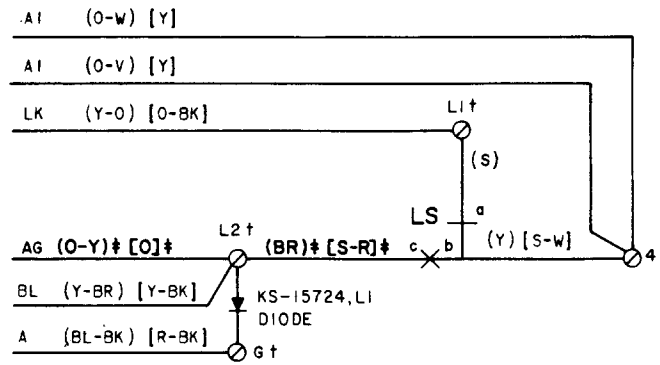 A1 (O-W) [Y]
A1 (O-V) [Y]
LK (Y-O) [O-BK]
L1†
(S)
LS a
L2†
AG (O-Y)‡ [O]‡ (BR)‡ [S-R]‡ c b (Y) [S-W] 4
BL (Y-BR) [Y-BK]
KS-15724, L1
DIODE
A (BL-BK) [R-BK] G†